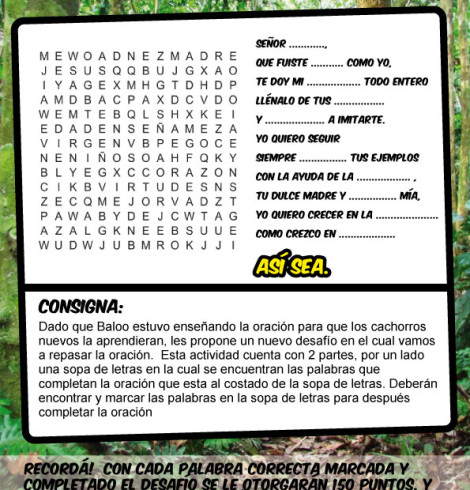 M E W O A D N E Z M A D R E
J E S U S Q Q B U J G X A O
I Y A G E X M H G T D H D P
A M D B A C P A X D C V D O
W E M T E B Q L S H X K E I
E D A D E N S E Ñ A M E Z A
V I R G E N V B P E G O C E
N E N I Ñ O S O A H F Q K Y
B L Y E G X C C O R A Z O N
C I K B V I R T U D E S N S
Z E C Q M E J O R V A D Z T
P A W A B Y D E J C W T A G
A Z A L G K N E E B S U U E
W U D W J U B M R O K J J I
SEÑOR ............,
QUE FUISTE ........... COMO YO,
TE DOY MI .................. TODO ENTERO
LLÉNALO DE TUS ..................
Y .................... A IMITARTE.
YO QUIERO SEGUIR
SIEMPRE ................ TUS EJEMPLOS
CON LA AYUDA DE LA .................. ,
TU DULCE MADRE Y ................ MÍA,
YO QUIERO CRECER EN LA .....................
COMO CREZCO EN ...................
ASÍ SEA.
CONSIGNA:
Dado que Baloo estuvo enseñando la oración para que los cachorros
nuevos la aprendieran, les propone un nuevo desafío en el cual vamos
a repasar la oración. Esta actividad cuenta con 2 partes, por un lado
una sopa de letras en la cual se encuentran las palabras que
completan la oración que esta al costado de la sopa de letras. Deberán
encontrar y marcar las palabras en la sopa de letras para después
completar la oración
RECORDÁ! CON CADA PALABRA CORRECTA MARCADA Y
COMPLETADO EL DESAFÍO SE LE OTORGARÁN 150 PUNTOS. Y